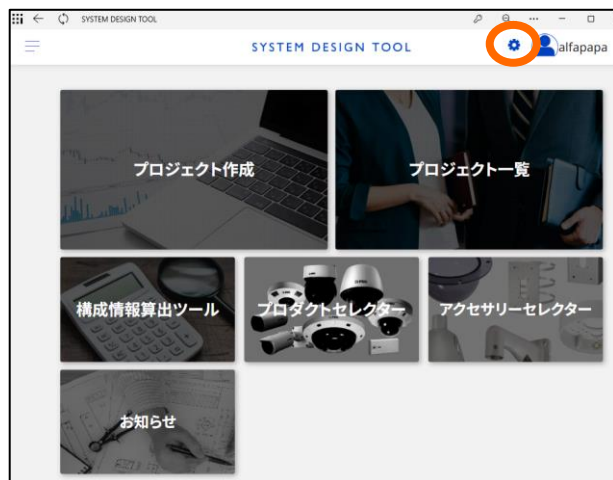 SYSTEM DESIGN TOOL
SYSTEM DESIGN TOOL
alfapapa
プロジェクト作成
プロジェクト一覧
構成情報算出ツール
プロダクトセレクター
アクセサリーセレクター
お知らせ